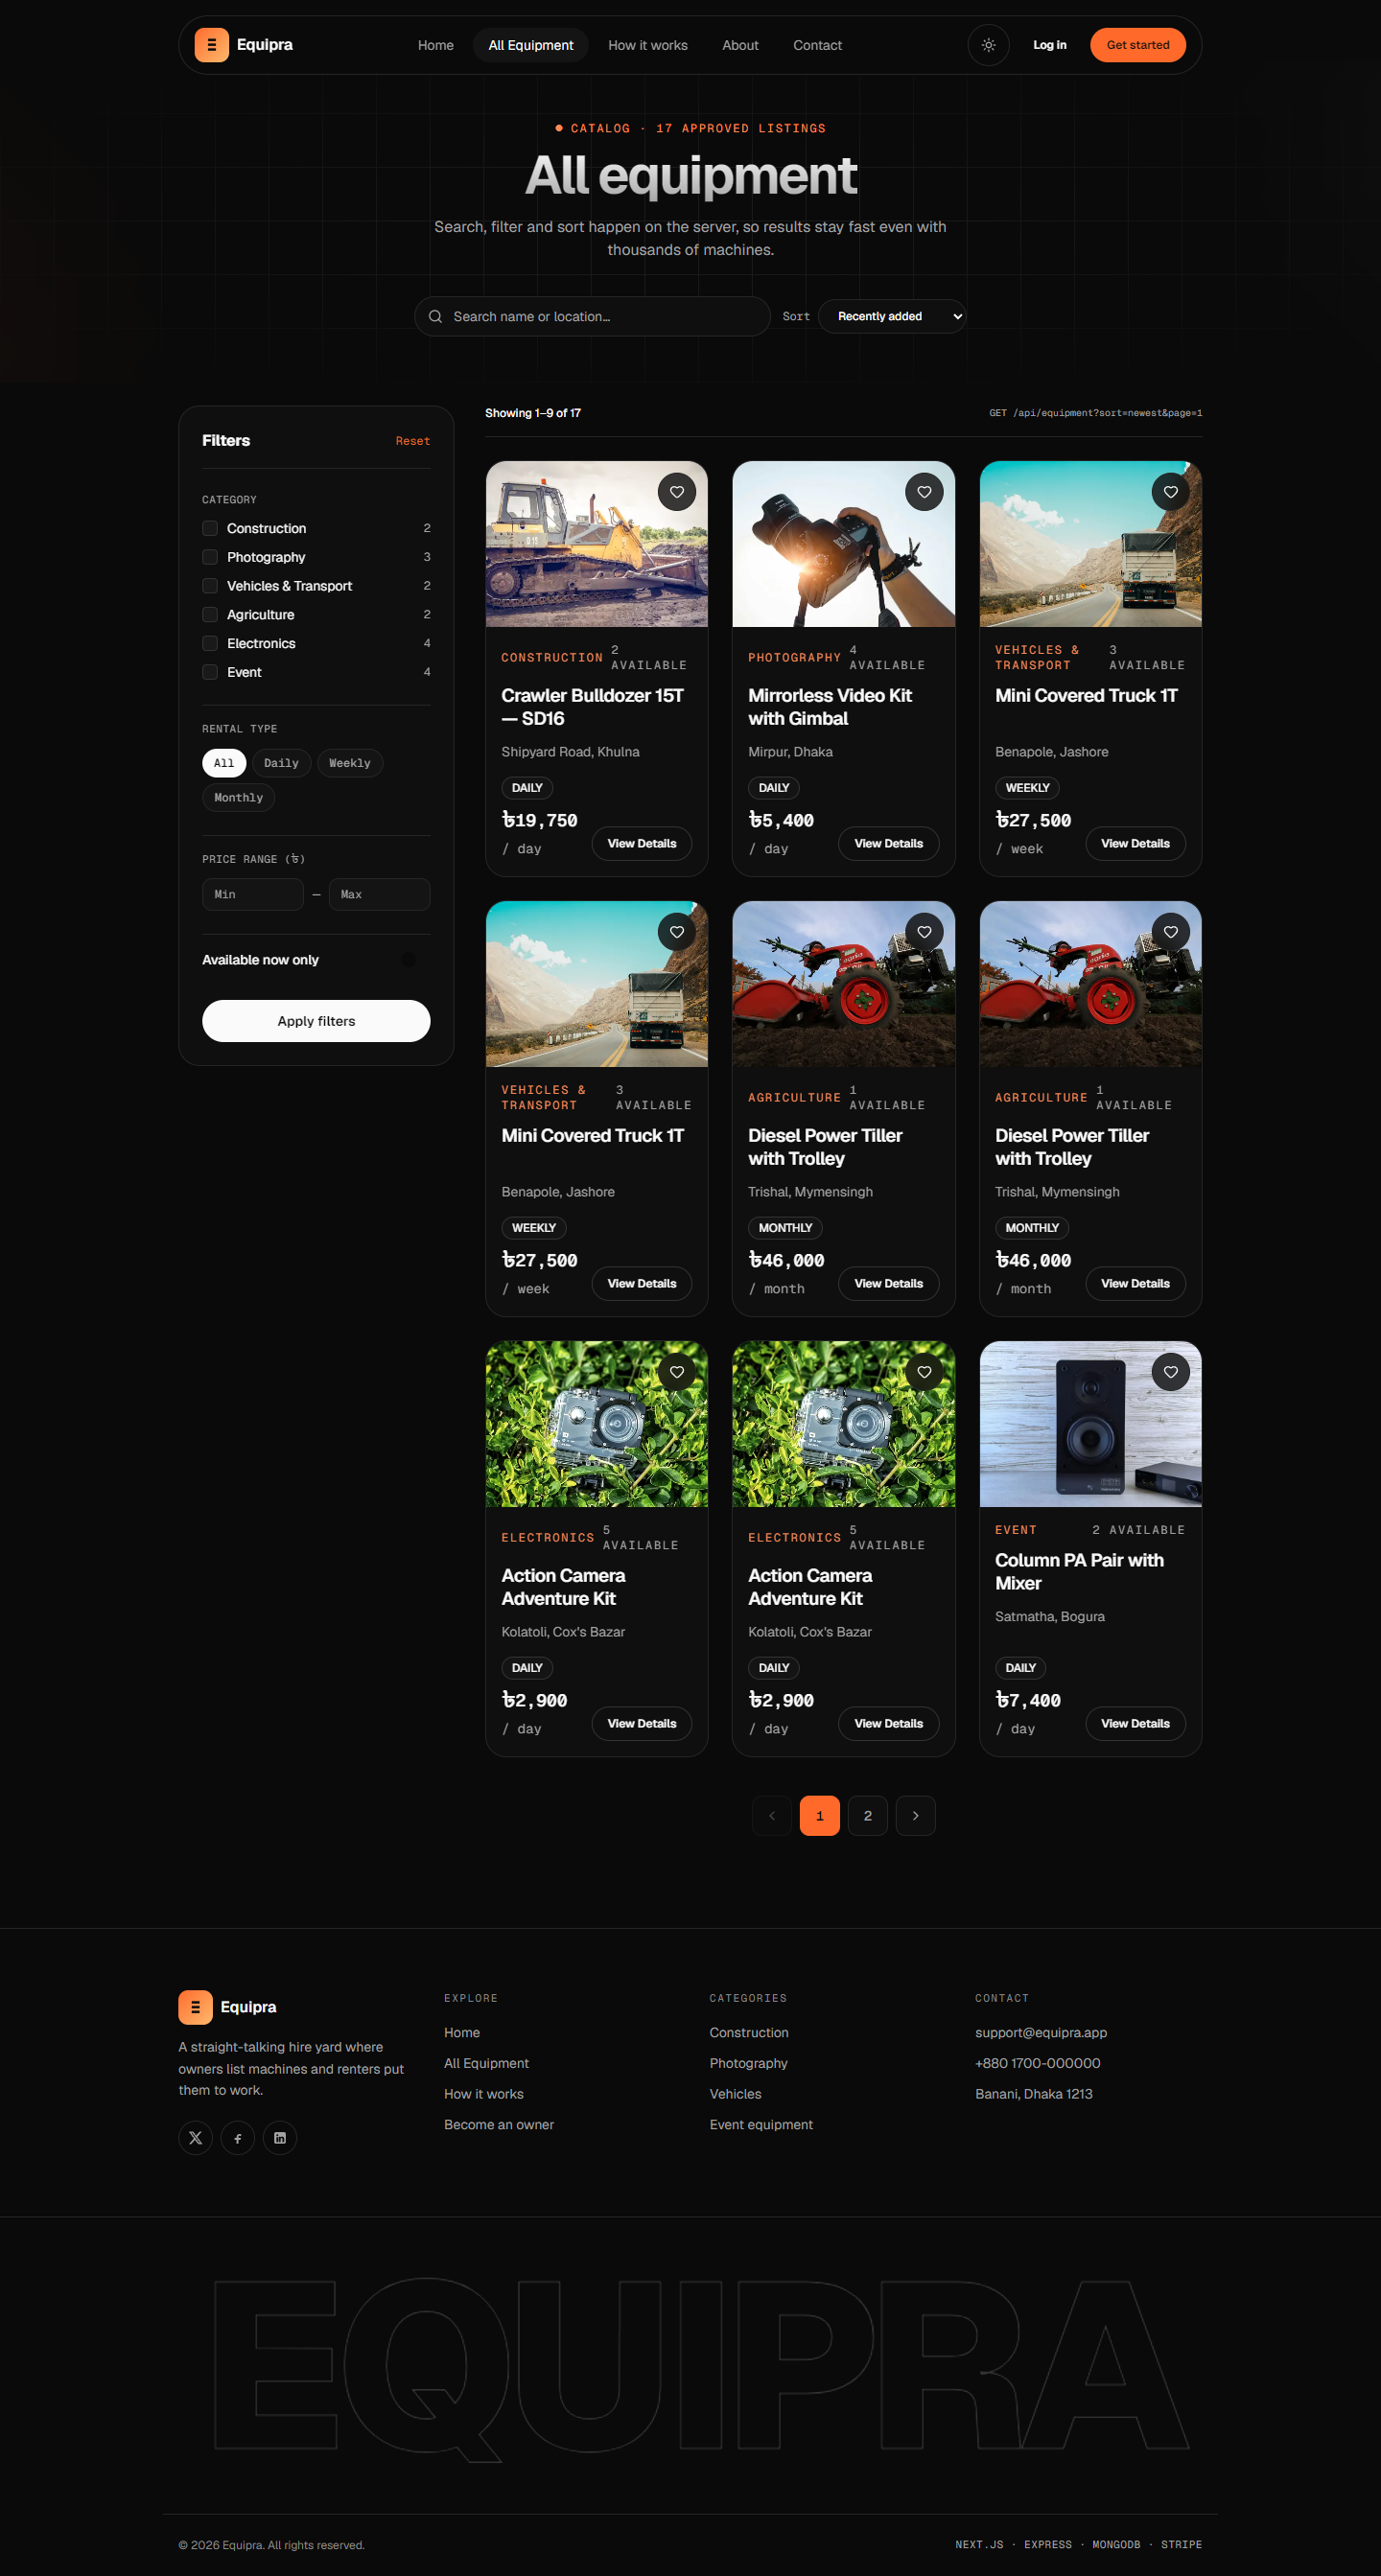 Equipra
Home
All Equipment
How it works
About
Contact
Log in
Get started
CATALOG · 17 APPROVED LISTINGS
All equipment
Search, filter and sort happen on the server, so results stay fast even with
thousands of machines.
Search name or location…
Sort
Recently added
Filters
Reset
CATEGORY
Construction 2
Photography 3
Vehicles & Transport 2
Agriculture 2
Electronics 4
Event 4
RENTAL TYPE
All
Daily
Weekly
Monthly
PRICE RANGE (৳)
Min — Max
Available now only
Apply filters
Showing 1–9 of 17
GET /api/equipment?sort=newest&page=1
CONSTRUCTION
2
AVAILABLE
Crawler Bulldozer 15T
— SD16
Shipyard Road, Khulna
DAILY
৳19,750
/ day
View Details
PHOTOGRAPHY
4
AVAILABLE
Mirrorless Video Kit
with Gimbal
Mirpur, Dhaka
DAILY
৳5,400
/ day
View Details
VEHICLES &
TRANSPORT
3
AVAILABLE
Mini Covered Truck 1T
Benapole, Jashore
WEEKLY
৳27,500
/ week
View Details
VEHICLES &
TRANSPORT
3
AVAILABLE
Mini Covered Truck 1T
Benapole, Jashore
WEEKLY
৳27,500
/ week
View Details
AGRICULTURE
1
AVAILABLE
Diesel Power Tiller
with Trolley
Trishal, Mymensingh
MONTHLY
৳46,000
/ month
View Details
AGRICULTURE
1
AVAILABLE
Diesel Power Tiller
with Trolley
Trishal, Mymensingh
MONTHLY
৳46,000
/ month
View Details
ELECTRONICS
5
AVAILABLE
Action Camera
Adventure Kit
Kolatoli, Cox's Bazar
DAILY
৳2,900
/ day
View Details
ELECTRONICS
5
AVAILABLE
Action Camera
Adventure Kit
Kolatoli, Cox's Bazar
DAILY
৳2,900
/ day
View Details
EVENT
2 AVAILABLE
Column PA Pair with
Mixer
Satmatha, Bogura
DAILY
৳7,400
/ day
View Details
1
2
Equipra
A straight-talking hire yard where
owners list machines and renters put
them to work.
EXPLORE
Home
All Equipment
How it works
Become an owner
CATEGORIES
Construction
Photography
Vehicles
Event equipment
CONTACT
support@equipra.app
+880 1700-000000
Banani, Dhaka 1213
EQUIPRA
© 2026 Equipra. All rights reserved.
NEXT.JS · EXPRESS · MONGODB · STRIPE